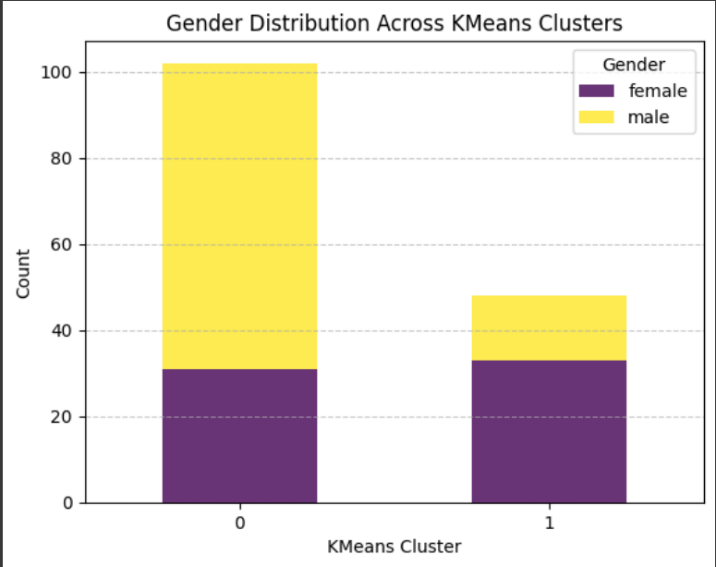 Gender Distribution Across KMeans Clusters
Gender
female
male
100
80
60
40
20
0
Count
0 1
KMeans Cluster